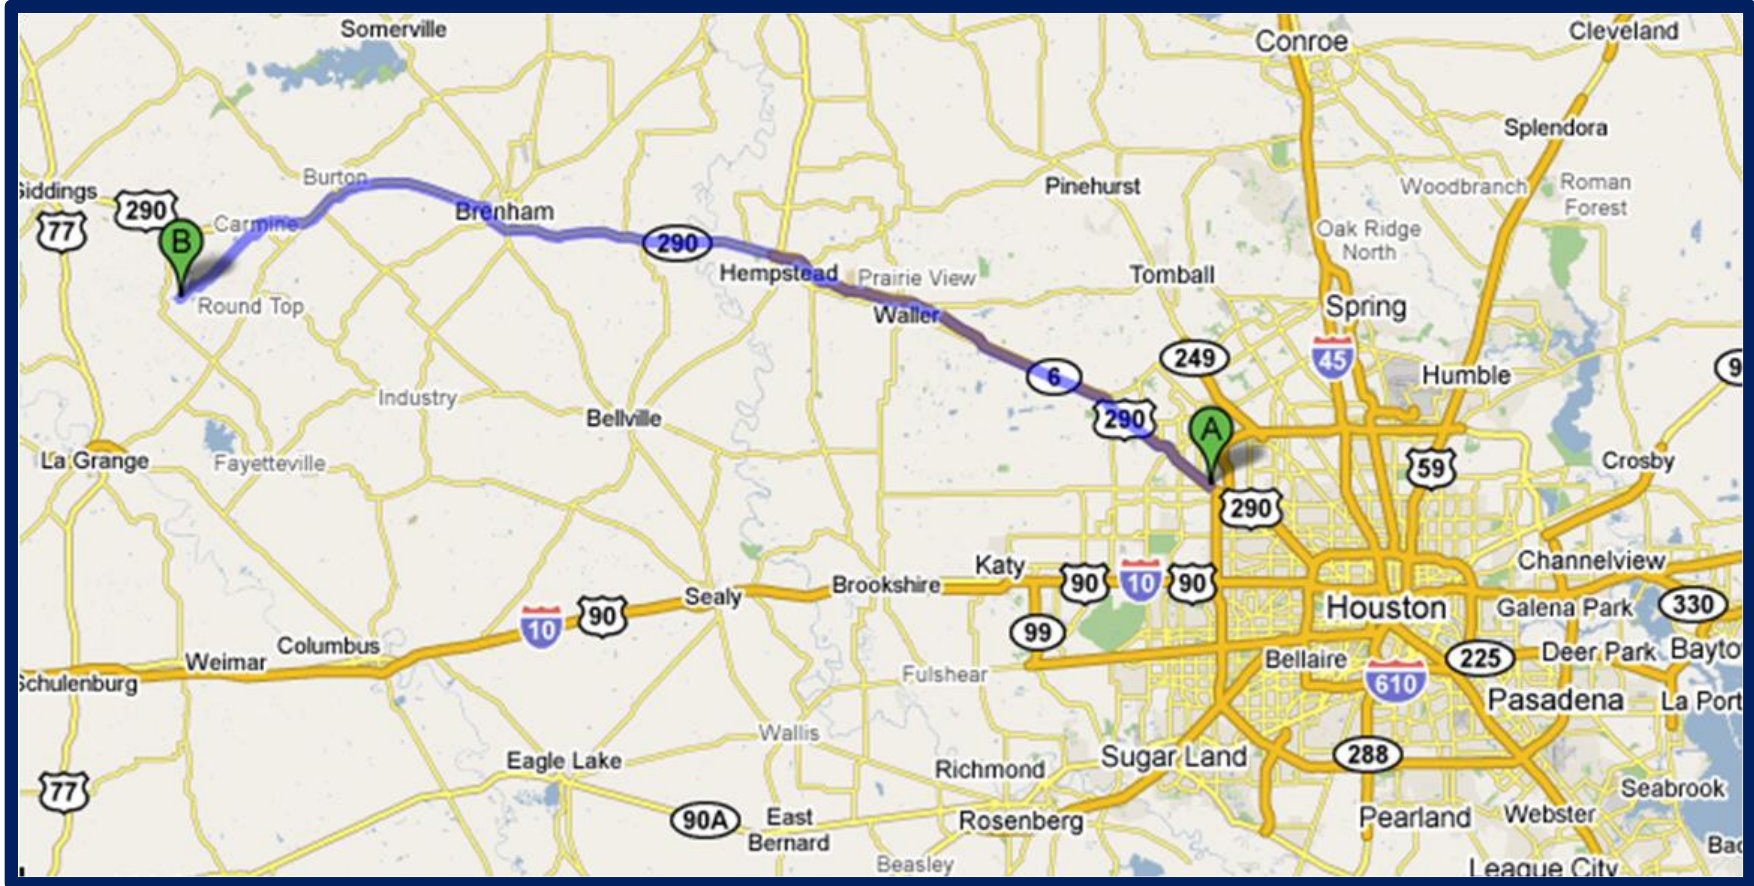 Somerville
Conroe
Cleveland
Splendora
Burton
Pinehurst
Woodbranch
Roman
Forest
Siddings
290
77
Carmine
B
Brenham
290
Oak Ridge
North
Hempstead
Prairie View
Tomball
Round Top
Waller
Spring
249
45
9
6
Humble
Industry
Bellville
290
A
La Grange
Fayetteville
59
Crosby
290
Katy
Channelview
Brookshire
90
10
90
Sealy
Houston
Galena Park
330
10
90
99
Columbus
Weimar
Bellaire
225
Deer Park
Bayto
Schulenburg
Fulshear
610
Pasadena
La Port
Wallis
Eagle Lake
Richmond
Sugar Land
288
77
Seabrook
90A
East
Bernard
Rosenberg
Pearland
Webster
Bac
Beasley
League City